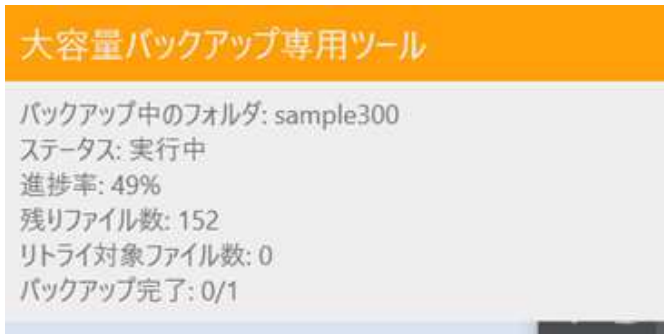 大容量バックアップ専用ツール
バックアップ中のフォルダ: sample300
ステータス: 実行中
進捗率: 49%
残りファイル数: 152
リトライ対象ファイル数: 0
バックアップ完了: 0/1